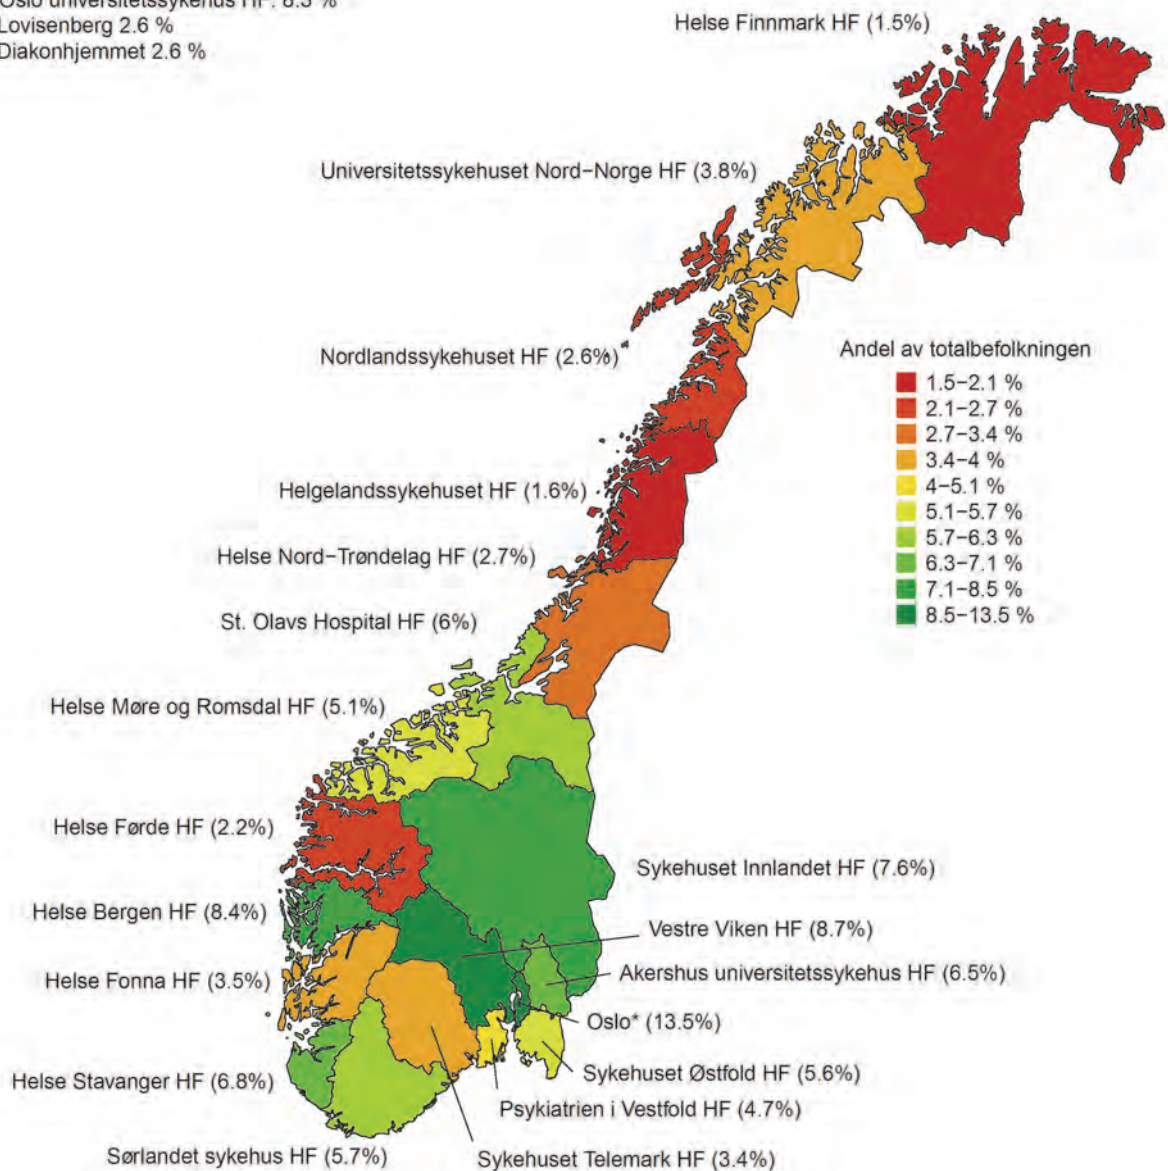 Oslo universitetssykehus HF: 8.3 %
Lovisenberg 2.6 %
Diakonhjemmet 2.6 %
Helse Finnmark HF (1.5%)
Universitetssykehuset Nord−Norge HF (3.8%)
Nordlandssykehuset HF (2.6%)
Andel av totalbefolkningen
1.5−2.1 %
2.1−2.7 %
2.7−3.4 %
3.4−4 %
4−5.1 %
5.1−5.7 %
5.7−6.3 %
6.3−7.1 %
7.1−8.5 %
8.5−13.5 %
Helgelandssykehuset HF (1.6%)
Helse Nord−Trøndelag HF (2.7%)
St. Olavs Hospital HF (6%)
Helse Møre og Romsdal HF (5.1%)
Helse Førde HF (2.2%)
Sykehuset Innlandet HF (7.6%)
Helse Bergen HF (8.4%)
Vestre Viken HF (8.7%)
Helse Fonna HF (3.5%)
Akershus universitetssykehus HF (6.5%)
Oslo* (13.5%)
Helse Stavanger HF (6.8%)
Sykehuset Østfold HF (5.6%)
Psykiatrien i Vestfold HF (4.7%)
Sørlandet sykehus HF (5.7%)
Sykehuset Telemark HF (3.4%)